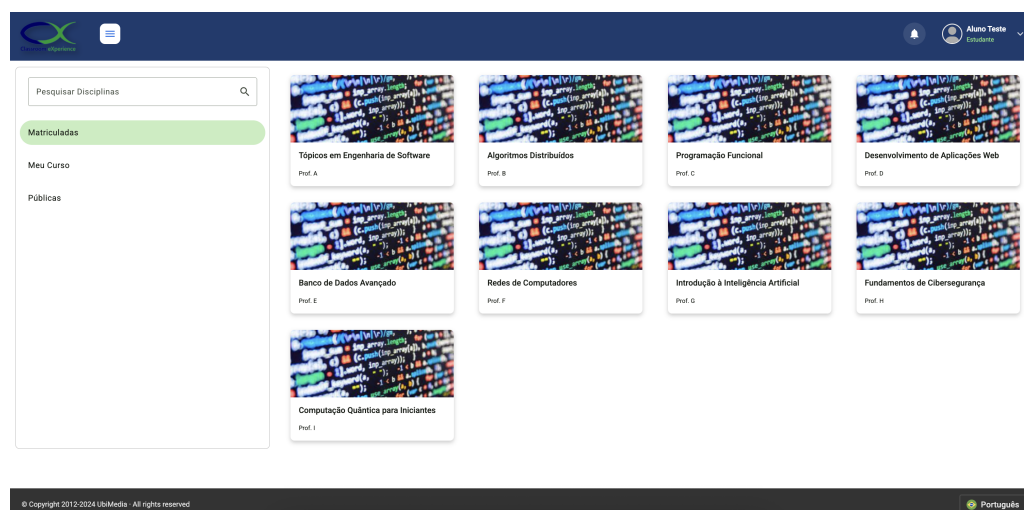 Classroom eXperience
Aluno Teste
Estudante
Pesquisar Disciplinas
Matriculadas
Meu Curso
Públicas
Tópicos em Engenharia de Software
Prof. A
Algoritmos Distribuídos
Prof. B
Programação Funcional
Prof. C
Desenvolvimento de Aplicações Web
Prof. D
Banco de Dados Avançado
Prof. E
Redes de Computadores
Prof. F
Introdução à Inteligência Artificial
Prof. G
Fundamentos de Cibersegurança
Prof. H
Computação Quântica para Iniciantes
Prof. I
© Copyright 2012-2024 UbiMedia - All rights reserved
Português